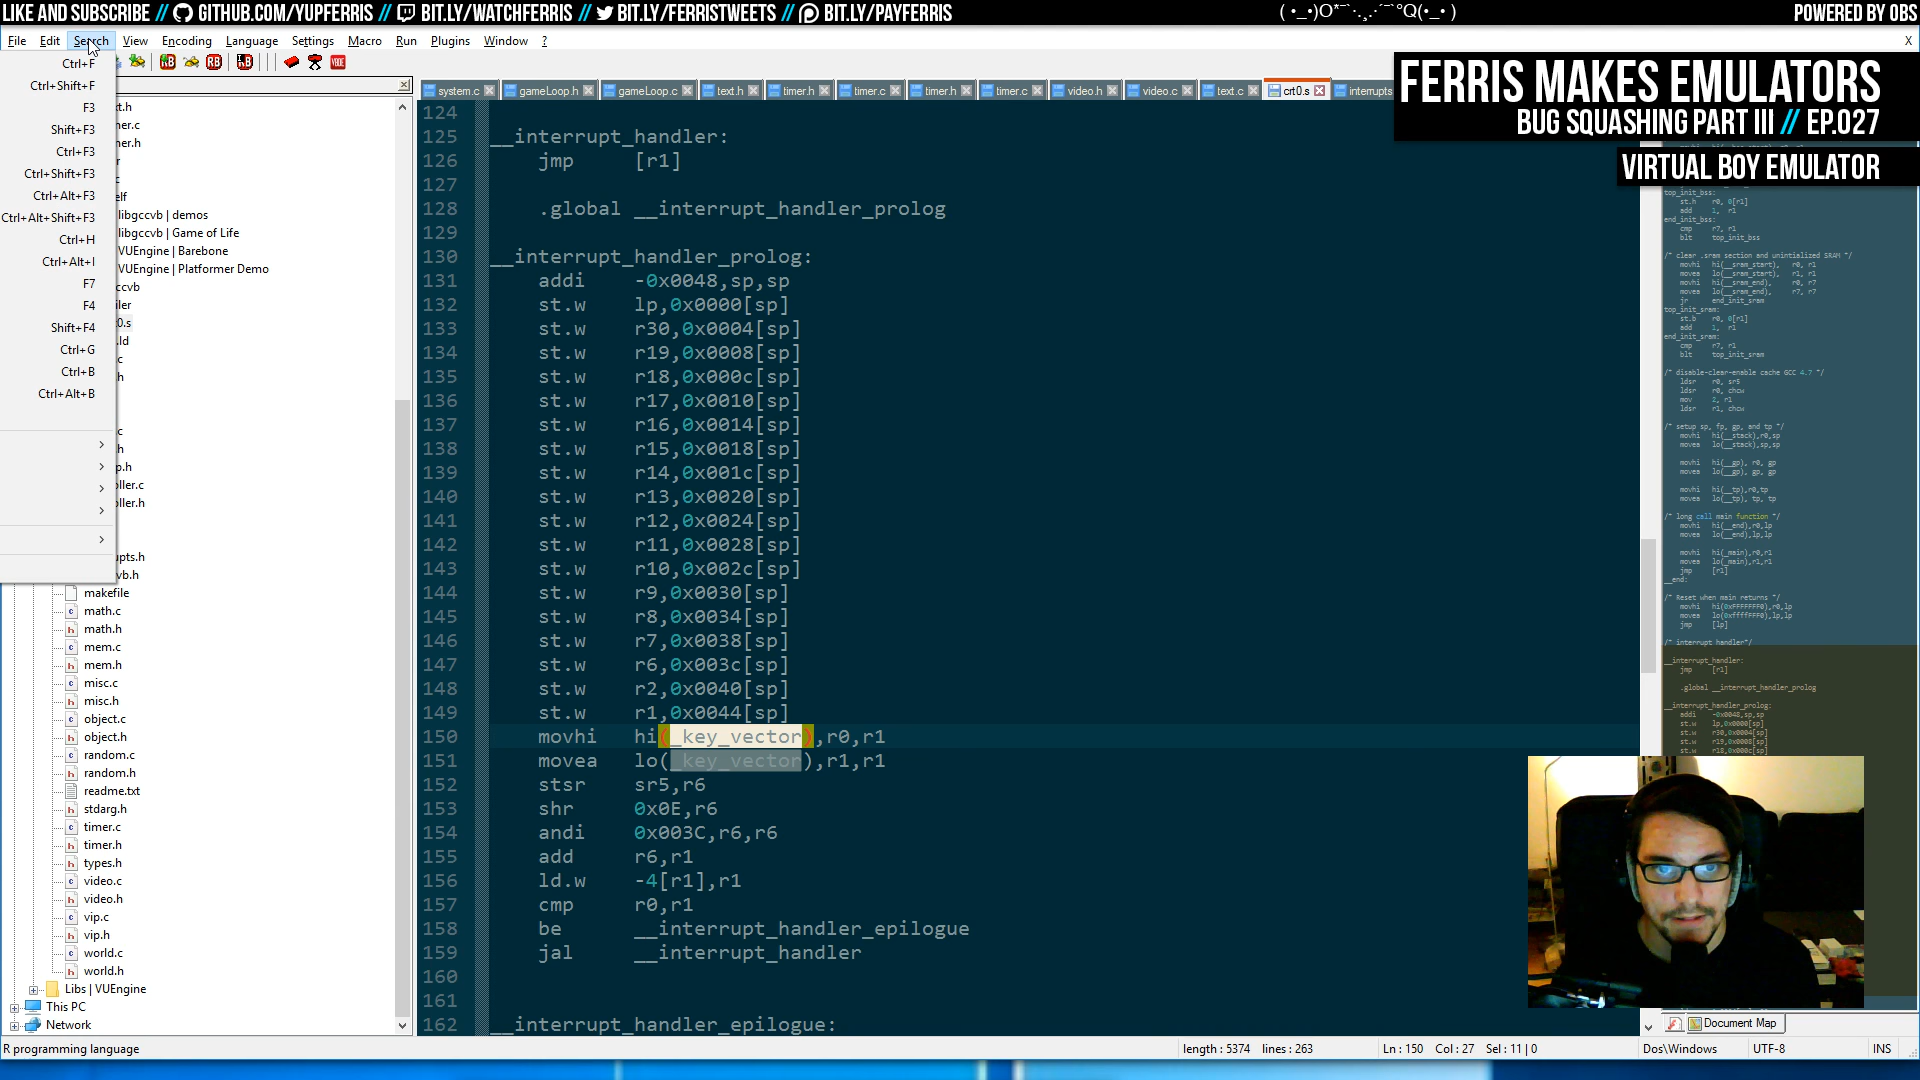 LIKE AND SUBSCRIBE // GITHUB.COM/YUPFERRIS // BIT.LY/WATCHFERRIS // BIT.LY/FERRISTWEETS // BIT.LY/PAYFERRIS
POWERED BY OBS
File Edit Search View Encoding Language Settings Macro Run Plugins Window ? X
FERRIS MAKES EMULATORS
BUG SQUASHING PART III // EP.027
VIRTUAL BOY EMULATOR
Ctrl+F
Ctrl+Shift+F
F3
Shift+F3
Ctrl+F3
Ctrl+Shift+F3
Ctrl+Alt+F3
Ctrl+Alt+Shift+F3
Ctrl+H
Ctrl+Alt+I
F7
F4
Shift+F4
Ctrl+G
Ctrl+B
Ctrl+Alt+B
libgccvb | demos
libgccvb | Game of Life
VUEngine | Barebone
VUEngine | Platformer Demo
makefile
math.c
math.h
mem.c
mem.h
misc.c
misc.h
object.c
object.h
random.c
random.h
readme.txt
stdarg.h
timer.c
timer.h
types.h
video.c
video.h
vip.c
vip.h
world.c
world.h
Libs | VUEngine
This PC
Network
system.c gameLoop.h gameLoop.c text.h timer.h timer.c timer.h timer.c video.h video.c text.c crt0.s interrupts
124
125 __interrupt_handler:
126 jmp [r1]
127
128 .global __interrupt_handler_prolog
129
130 __interrupt_handler_prolog:
131 addi -0x0048,sp,sp
132 st.w lp,0x0000[sp]
133 st.w r30,0x0004[sp]
134 st.w r19,0x0008[sp]
135 st.w r18,0x000c[sp]
136 st.w r17,0x0010[sp]
137 st.w r16,0x0014[sp]
138 st.w r15,0x0018[sp]
139 st.w r14,0x001c[sp]
140 st.w r13,0x0020[sp]
141 st.w r12,0x0024[sp]
142 st.w r11,0x0028[sp]
143 st.w r10,0x002c[sp]
144 st.w r9,0x0030[sp]
145 st.w r8,0x0034[sp]
146 st.w r7,0x0038[sp]
147 st.w r6,0x003c[sp]
148 st.w r2,0x0040[sp]
149 st.w r1,0x0044[sp]
150 movhi hi(_key_vector),r0,r1
151 movea lo(_key_vector),r1,r1
152 stsr sr5,r6
153 shr 0x0E,r6
154 andi 0x003C,r6,r6
155 add r6,r1
156 ld.w -4[r1],r1
157 cmp r0,r1
158 be __interrupt_handler_epilogue
159 jal __interrupt_handler
160
161
162 __interrupt_handler_epilogue:
Document Map
R programming language
length : 5374 lines : 263
Ln : 150 Col : 27 Sel : 11 | 0
Dos\Windows
UTF-8
INS